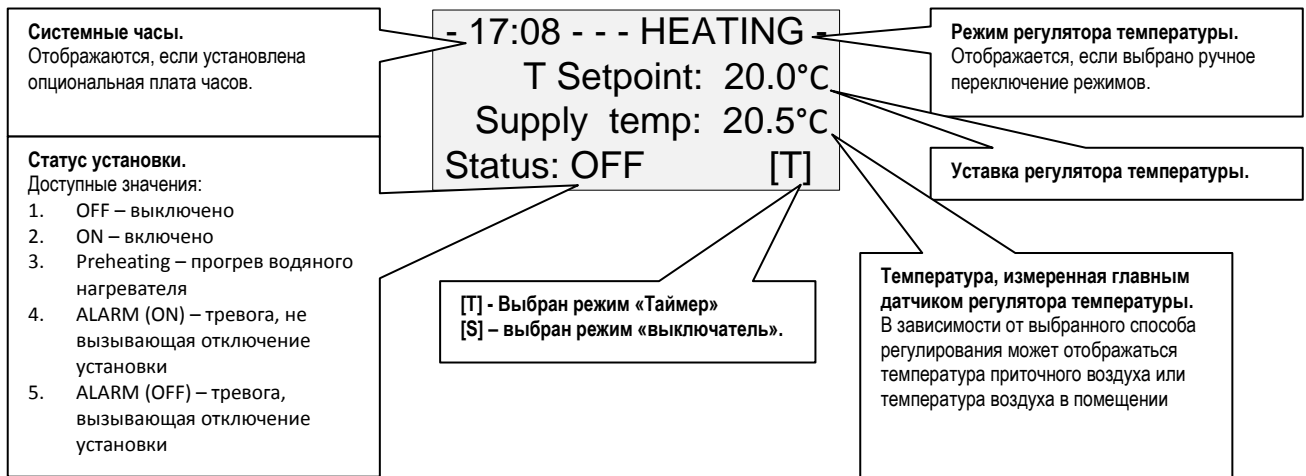 Системные часы.
Отображаются, если установлена
опциональная плата часов.
Статус установки.
Доступные значения:
1. OFF – выключено
2. ON – включено
3. Preheating – прогрев водяного
нагревателя
4. ALARM (ON) – тревога, не
вызывающая отключение
установки
5. ALARM (OFF) – тревога,
вызывающая отключение
установки
- 17:08 - - - HEATING -
T Setpoint: 20.0°C
Supply temp: 20.5°C
Status: OFF [T]
[T] - Выбран режим «Таймер»
[S] – выбран режим «выключатель».
Режим регулятора температуры.
Отображается, если выбрано ручное
переключение режимов.
Уставка регулятора температуры.
Температура, измеренная главным
датчиком регулятора температуры.
В зависимости от выбранного способа
регулирования может отображаться
температура приточного воздуха или
температура воздуха в помещении